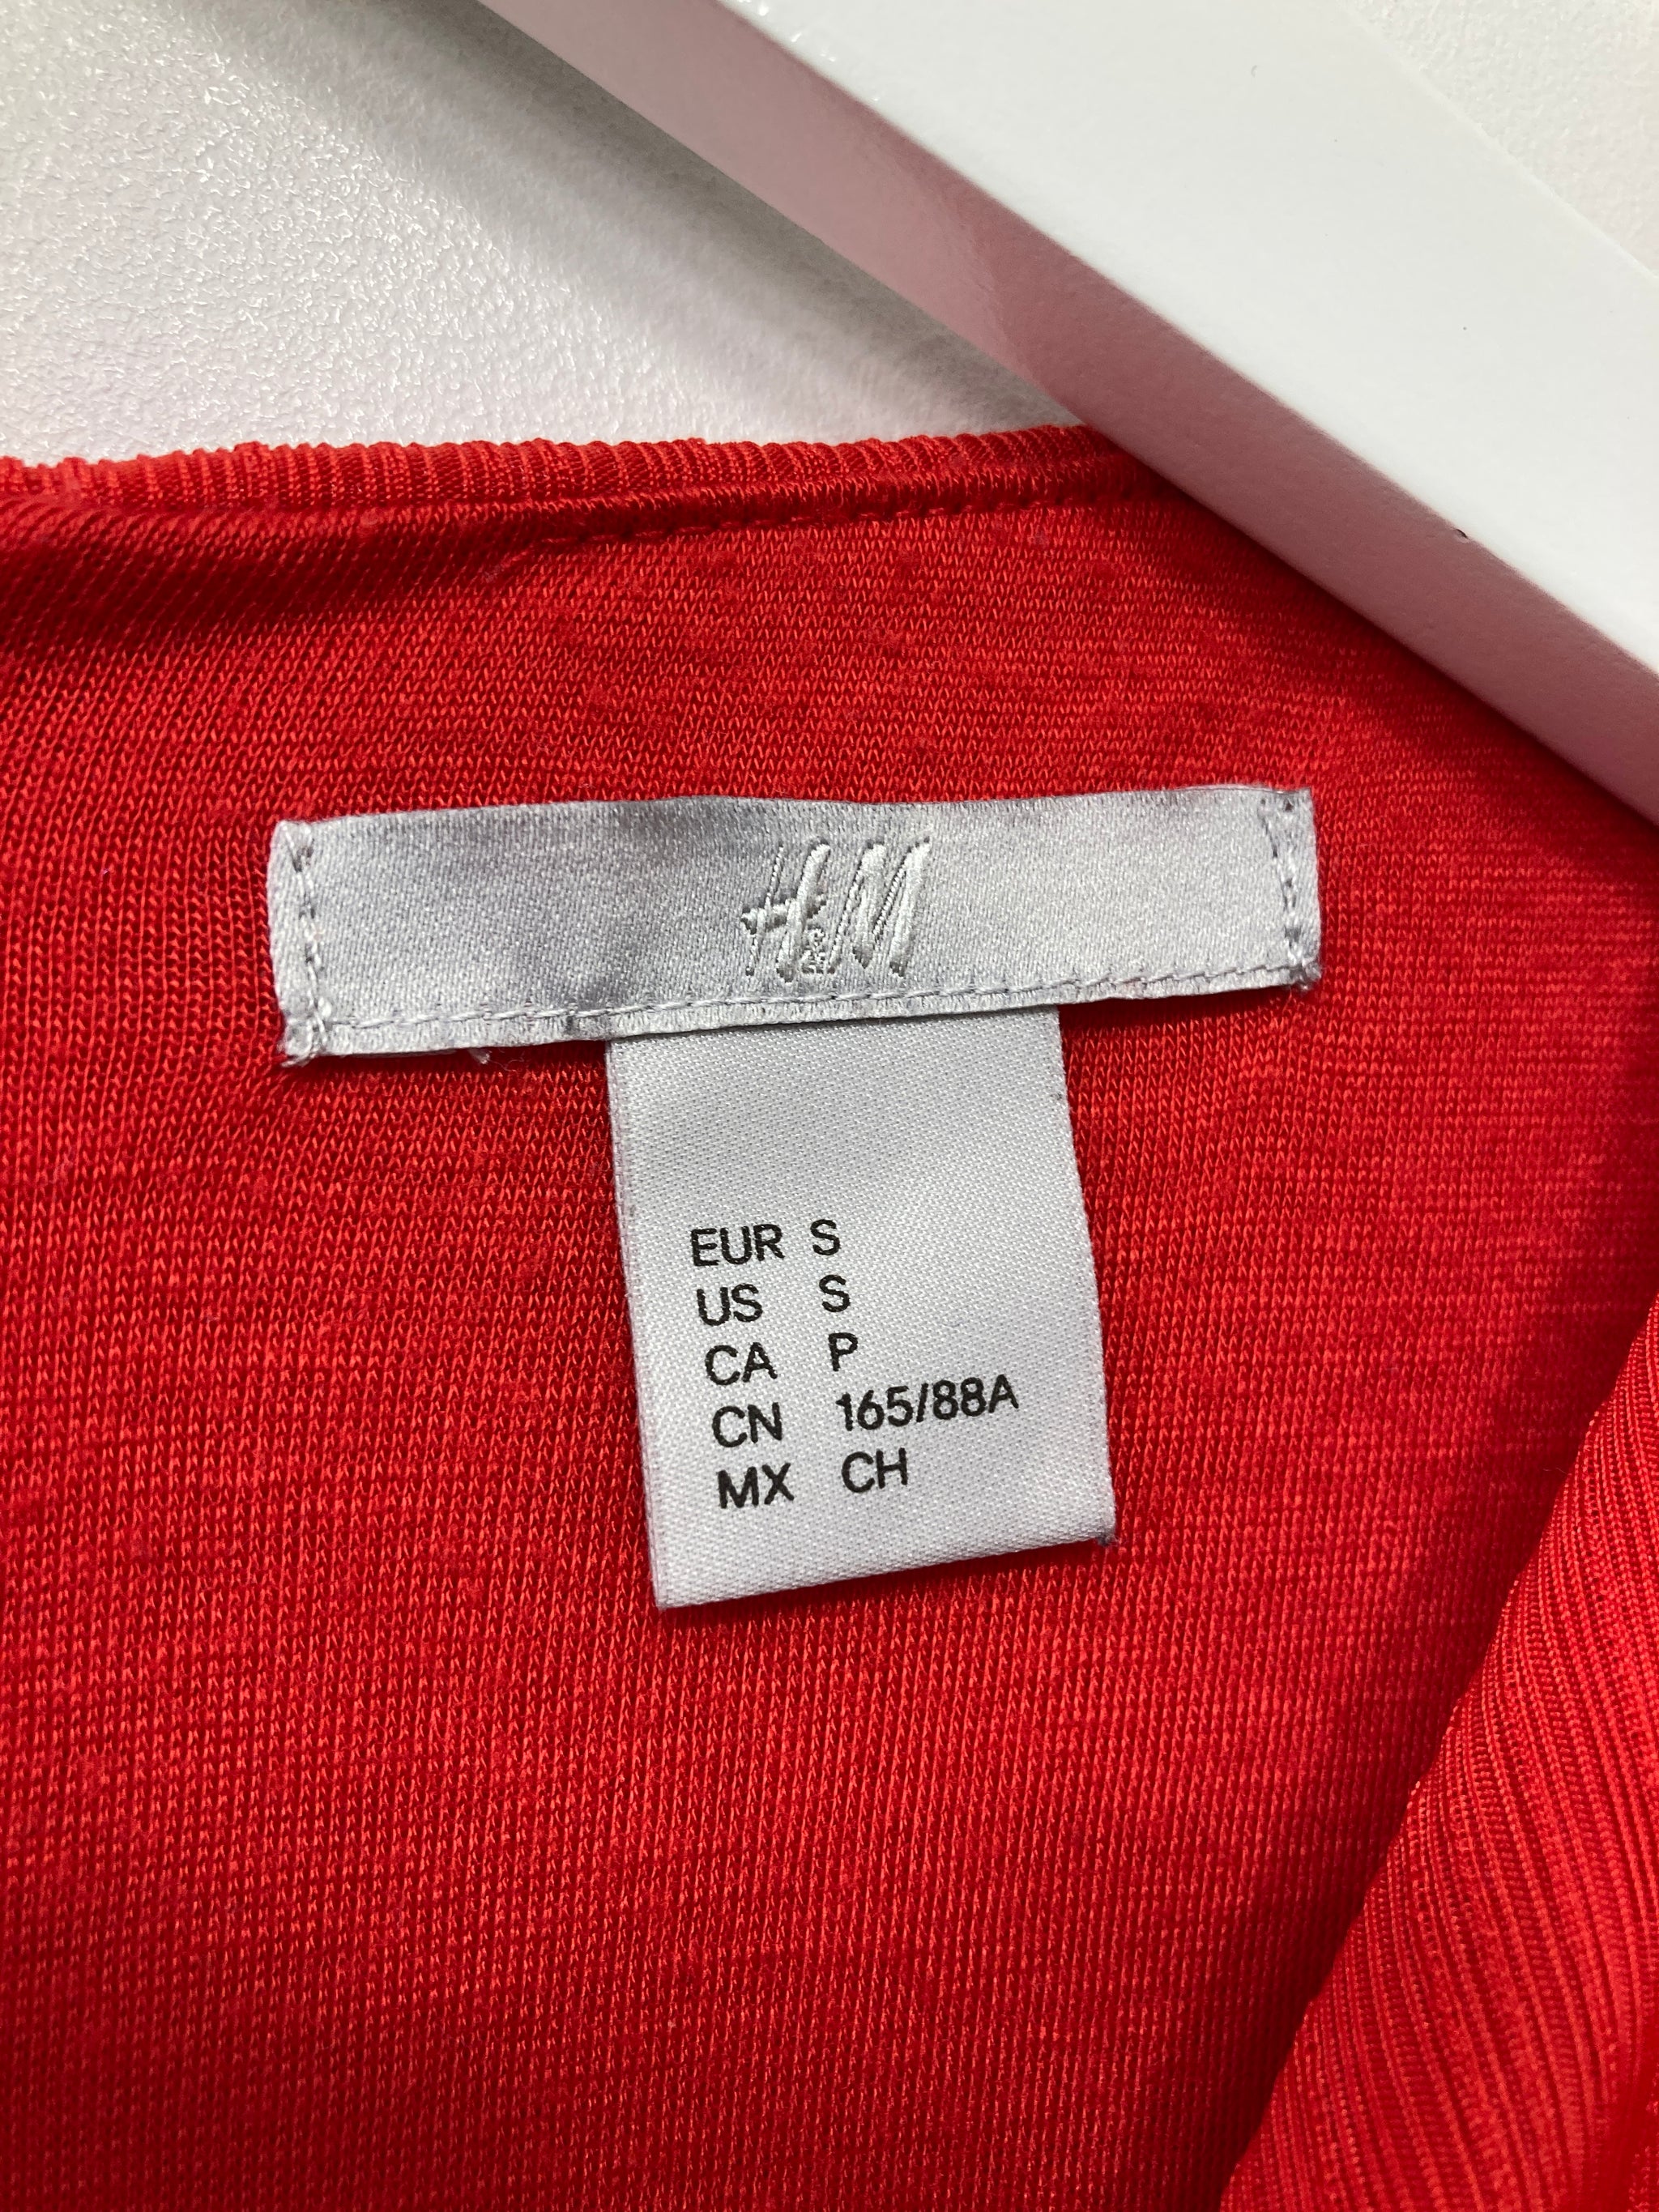 H&M
EUR S
US S
CA P
CN 165/88A
MX CH